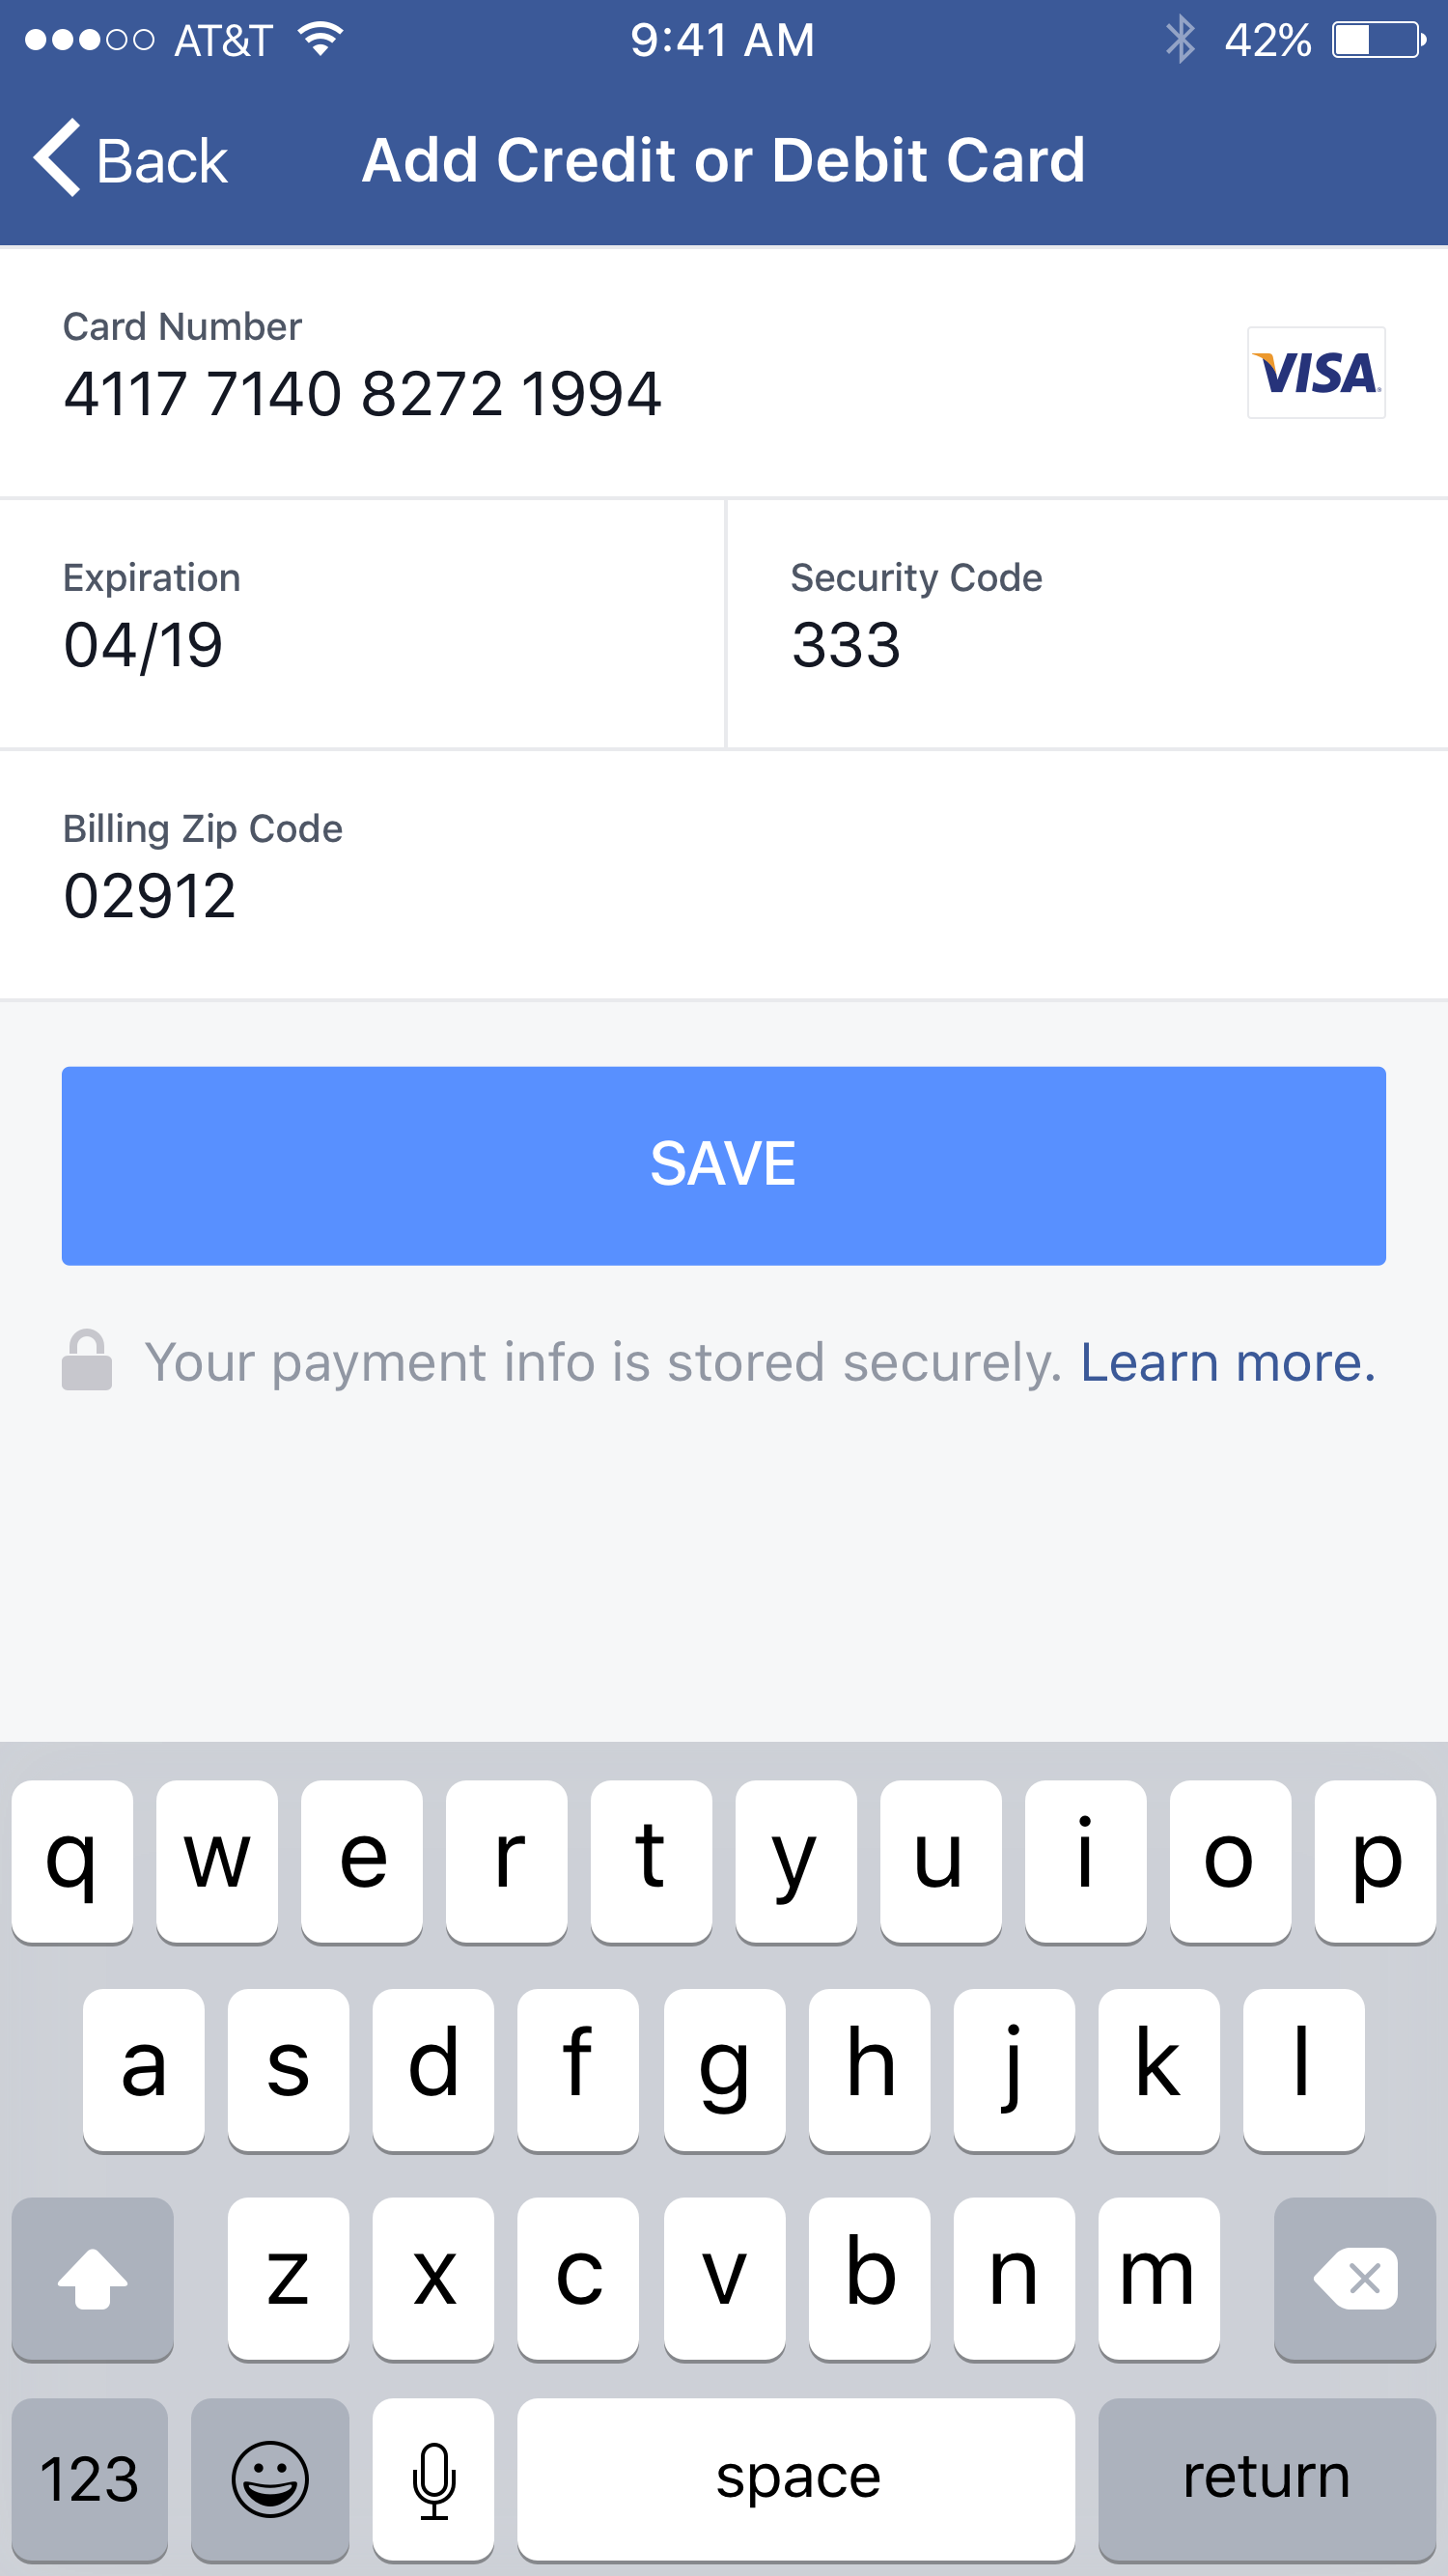 AT&T 9:41 AM 42%
Back Add Credit or Debit Card
Card Number
4117 7140 8272 1994
VISA
Expiration Security Code
04/19 333
Billing Zip Code
02912
SAVE
Your payment info is stored securely. Learn more.
q w e r t y u i o p
a s d f g h j k l
z x c v b n m
123 space return